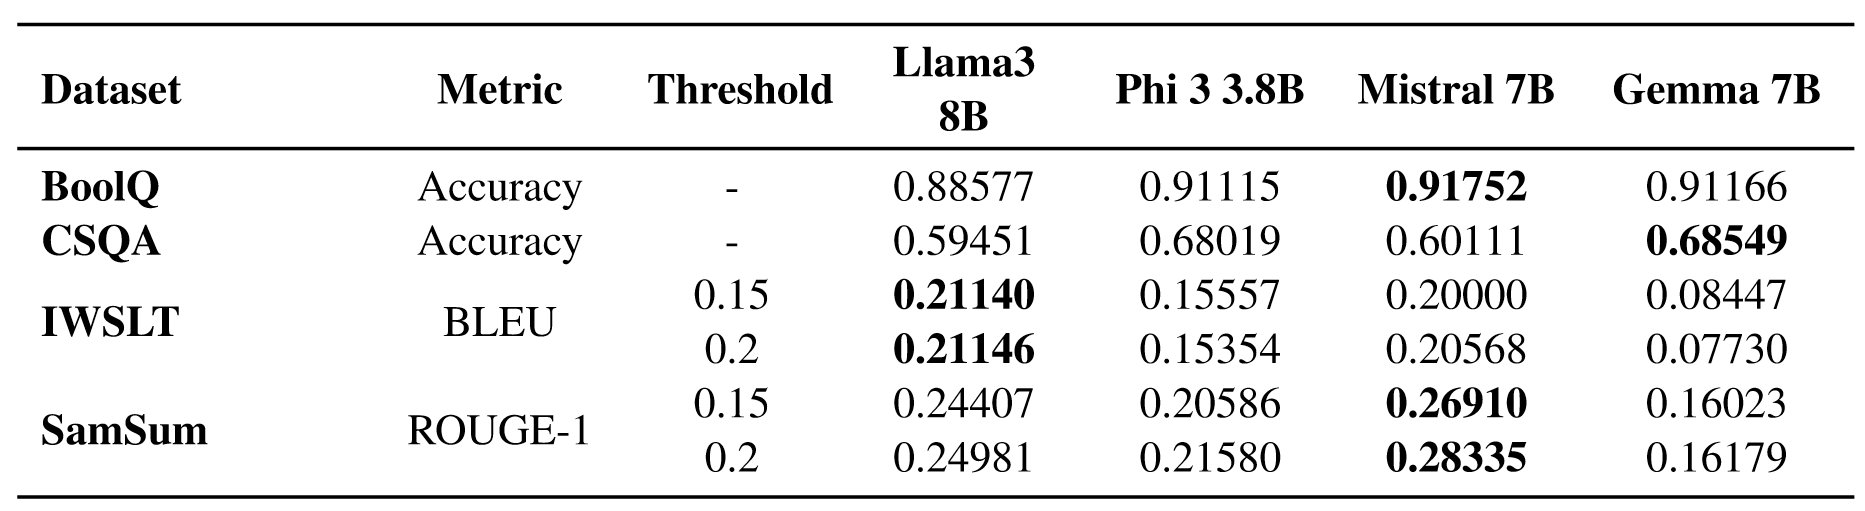 Dataset Metric Threshold Llama3 8B Phi 3 3.8B Mistral 7B Gemma 7B
BoolQ Accuracy - 0.88577 0.91115 0.91752 0.91166
CSQA Accuracy - 0.59451 0.68019 0.60111 0.68549
IWSLT BLEU 0.15 0.21140 0.15557 0.20000 0.08447
0.2 0.21146 0.15354 0.20568 0.07730
SamSum ROUGE-1 0.15 0.24407 0.20586 0.26910 0.16023
0.2 0.24981 0.21580 0.28335 0.16179